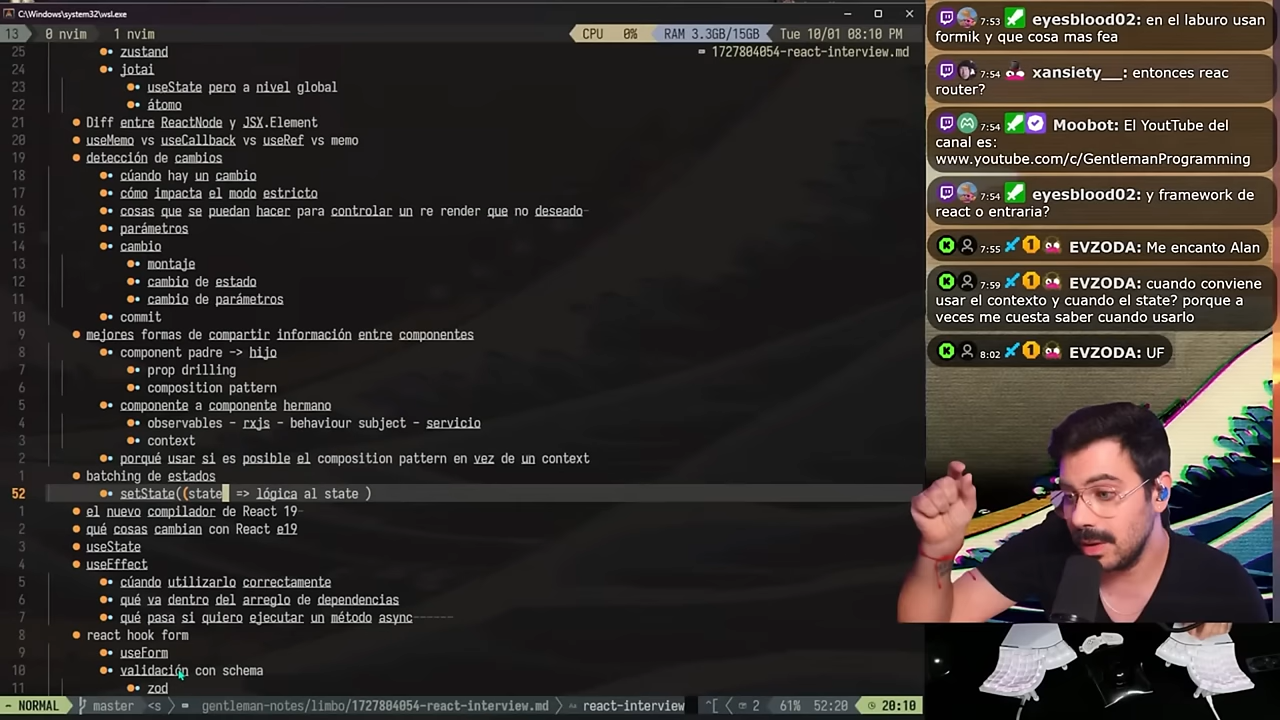 C:\Windows\system32\wsl.exe
13 0 nvim 1 nvim CPU 0% RAM 3.3GB/15GB Tue 10/01 08:10 PM
25 zustand 1727804054-react-interview.md
24 jotai
23 useState pero a nivel global
22 átomo
21 Diff entre ReactNode y JSX.Element
20 useMemo vs useCallback vs useRef vs memo
19 detección de cambios
18 cúando hay un cambio
17 cómo impacta el modo estricto
16 cosas que se puedan hacer para controlar un re render que no deseado-
15 parámetros
14 cambio
13 montaje
12 cambio de estado
11 cambio de parámetros
10 commit
9 mejores formas de compartir información entre componentes
8 component padre -> hijo
7 prop drilling
6 composition pattern
5 componente a componente hermano
4 observables - rxjs - behaviour subject - servicio
3 context
2 porqué usar si es posible el composition pattern en vez de un context
1 batching de estados
52 setState((state => lógica al state )
1 el nuevo compilador de React 19-
2 qué cosas cambian con React e19
3 useState
4 useEffect
5 cúando utilizarlo correctamente
6 qué va dentro del arreglo de dependencias
7 qué pasa si quiero ejecutar un método async------
8 react hook form
9 useForm
10 validación con schema
11 zod
~ NORMAL master <s gentleman-notes/limbo/1727804054-react-interview.md react-interview ^[ 2 61% 52:20 20:10
7:53 eyesblood02: en el laburo usan
formik y que cosa mas fea
7:54 xansiety__: entonces reac
router?
7:54 Moobot: El YouTube del
canal es:
www.youtube.com/c/GentlemanProgramming
7:54 eyesblood02: y framework de
react o entraria?
7:55 EVZODA: Me encanto Alan
7:59 EVZODA: cuando conviene
usar el contexto y cuando el state? porque a
veces me cuesta saber cuando usarlo
8:02 EVZODA: UF